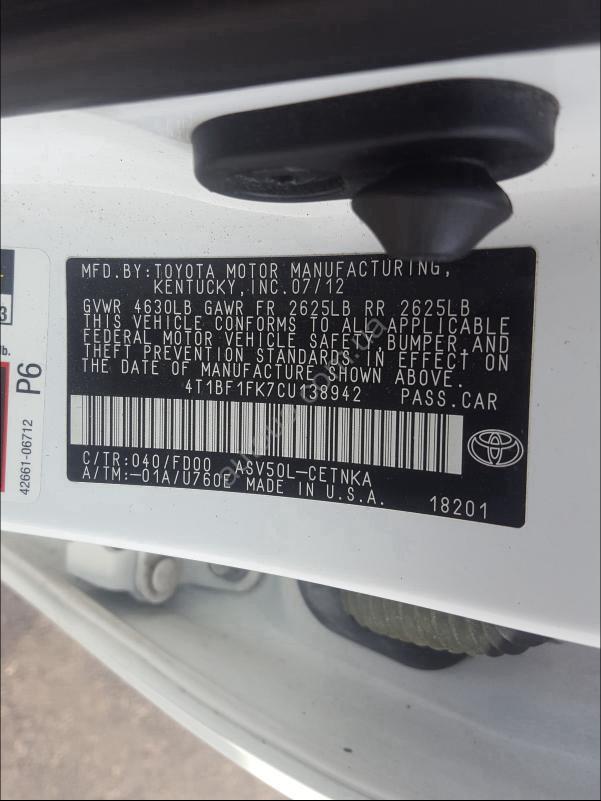 MFD.BY:TOYOTA MOTOR MANUFACTURING,
KENTUCKY,INC.07/12
GVWR 4630LB GAWR FR 2625LB RR 2625LB
THIS VEHICLE CONFORMS TO ALL APPLICABLE
FEDERAL MOTOR VEHICLE SAFETY, BUMPER AND
THEFT PREVENTION STANDARDS IN EFFECT ON
THE DATE OF MANUFACTURE SHOWN ABOVE.
4T1BF1FK7CU138942 PASS.CAR
C/TR:040/FD00 ASV50L-CETNKA
A/TM:-01A/U760E MADE IN U.S.A.
18201
3
lb.
P6
42661-06712